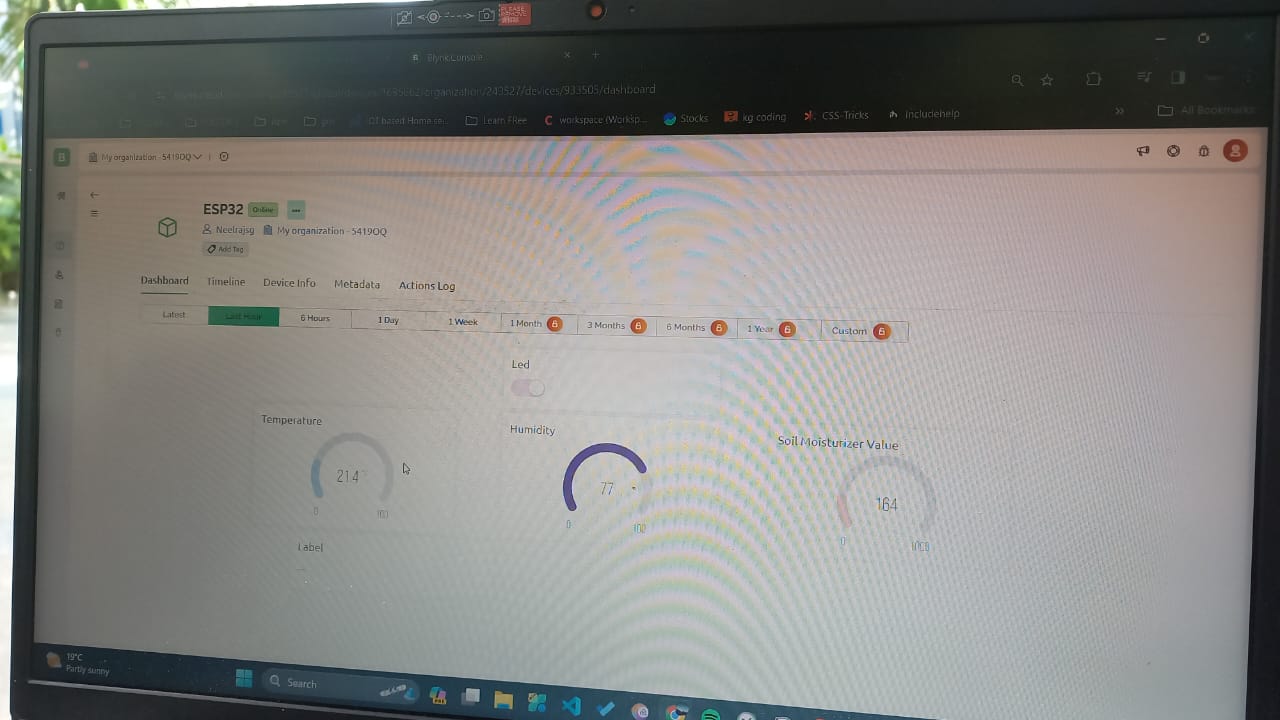 PLEASE
REMOVE
Blynk Console
/organization/243527/devices/933505/dashboard
IOT based Home se... Learn FRee workspace (Worksp... Stocks kg coding CSS-Tricks Includehelp All Bookmarks
B My organization - 5419OQ
ESP32 Online
Neelrajsg My organization - 5419OQ
Add Tag
Dashboard Timeline Device Info Metadata Actions Log
Latest Last Hour 6 Hours 1 Day 1 Week 1 Month 3 Months 6 Months 1 Year Custom
Led
Temperature Humidity Soil Moisturizer Value
21.4 77 164
0 100 0 100 0 1000
Label
19°C
Partly sunny
Search